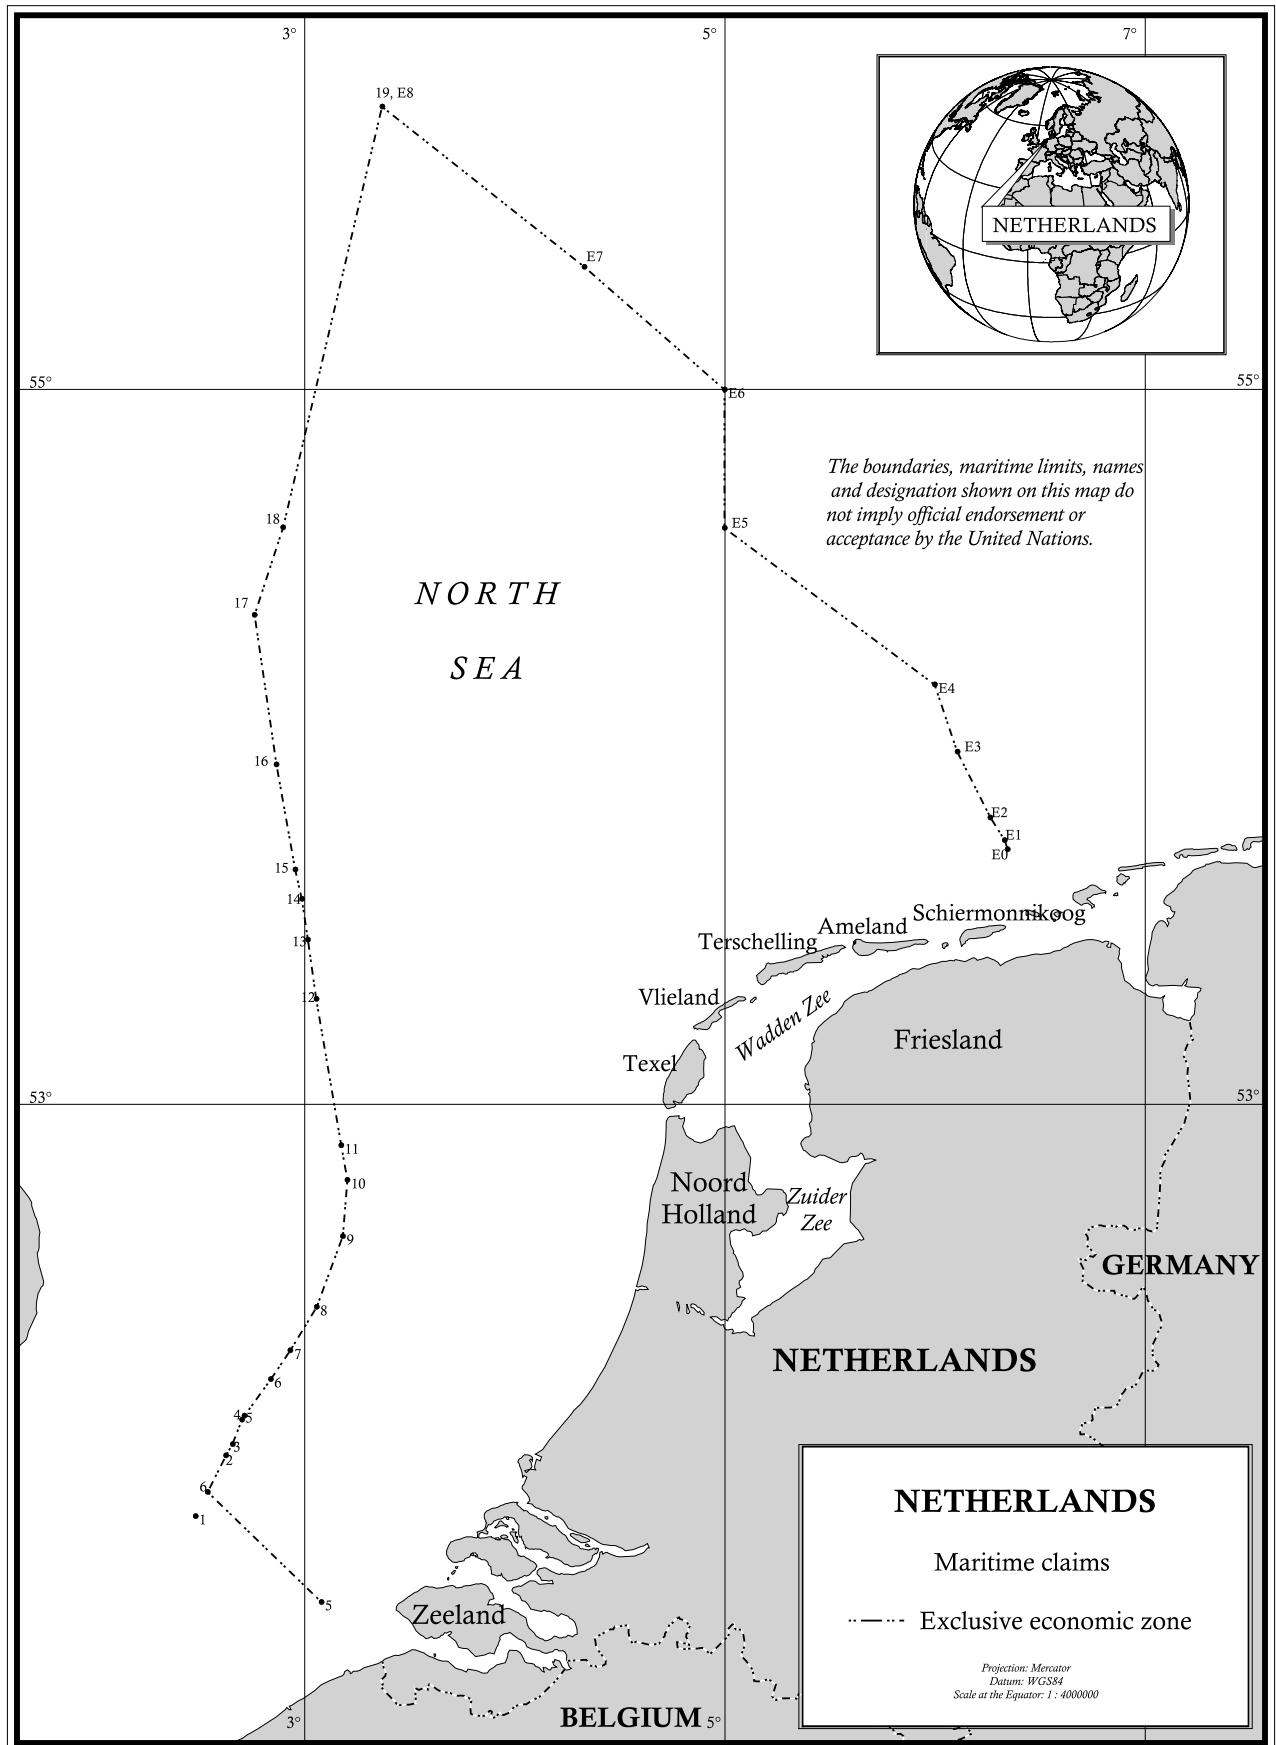 3°
5°
7°
19, E8
E7
NETHERLANDS
55°
55°
E6
The boundaries, maritime limits, names
and designation shown on this map do
not imply official endorsement or
acceptance by the United Nations.
18
E5
NORTH
17
SEA
E4
E3
16
E2
E1
E0
15
14
Schiermonnikoog
Ameland
13
Terschelling
12
Vlieland
Wadden Zee
Friesland
Texel
53°
53°
11
10
Noord
Holland
Zuider
Zee
9
GERMANY
8
7
NETHERLANDS
6
4
5
3
2
6
1
5
Zeeland
NETHERLANDS
Maritime claims
Exclusive economic zone
Projection: Mercator
Datum: WGS84
Scale at the Equator: 1 : 4000000
BELGIUM
3°
5°